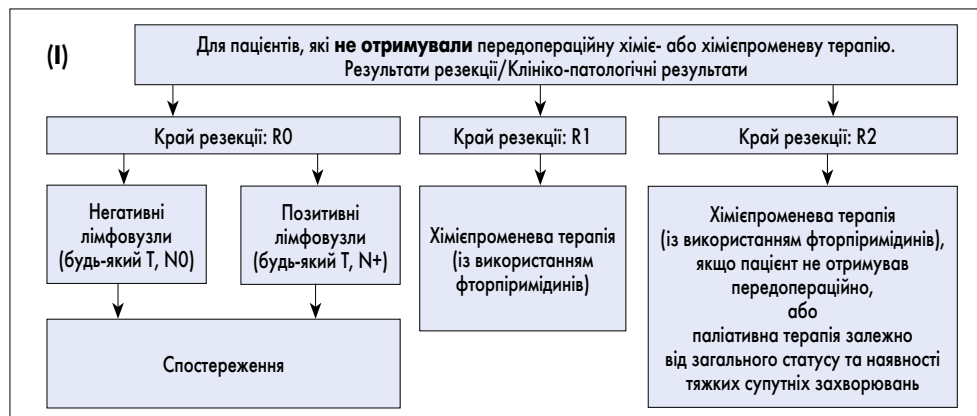 (I)
Для пацієнтів, які не отримували передопераційну хіміє- або хімієпроменеву терапію.
Результати резекції/Клініко-патологічні результати
Край резекції: R0
Край резекції: R1
Край резекції: R2
Негативні
лімфовузли
(будь-який T, N0)
Позитивні
лімфовузли
(будь-який T, N+)
Спостереження
Хімієпроменева терапія
(із використанням
фторпіримідинів)
Хімієпроменева терапія
(із використанням фторпіримідинів),
якщо пацієнт не отримував
передопераційно,
або
паліативна терапія залежно
від загального статусу та наявності
тяжких супутніх захворювань